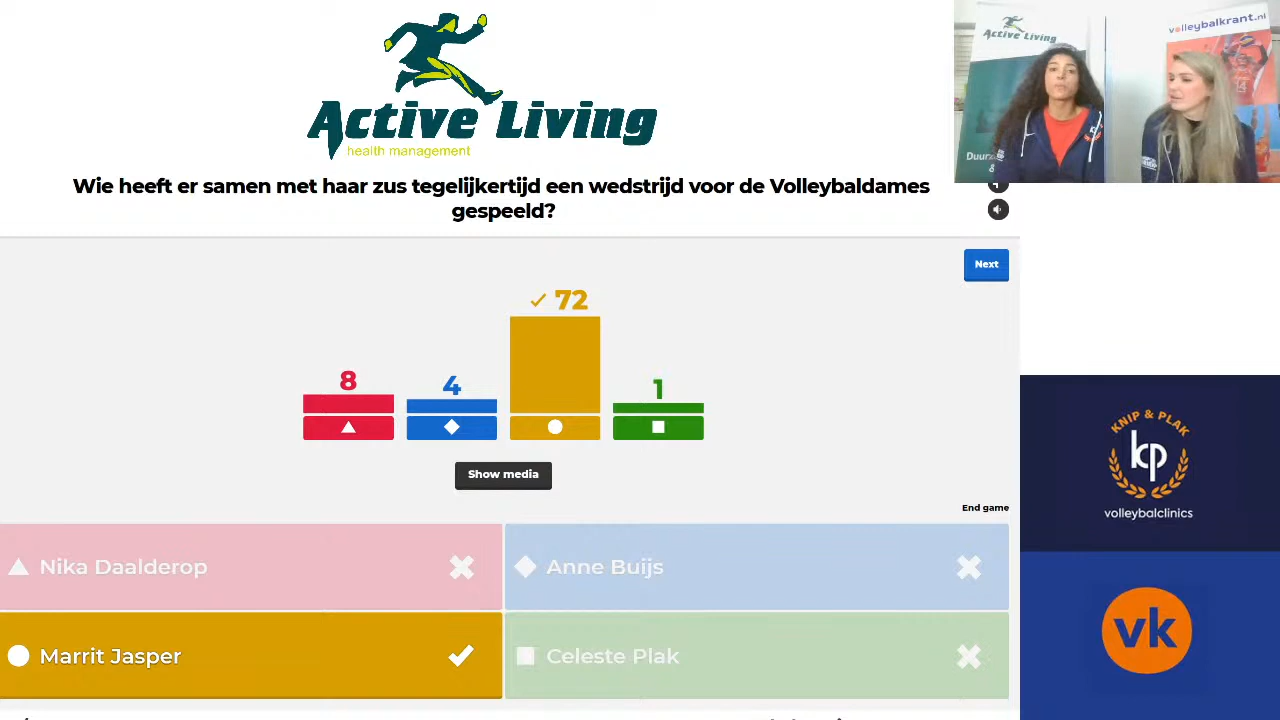 Active Living
health management
Active Living
volleybalkrant.nl
Wie heeft er samen met haar zus tegelijkertijd een wedstrijd voor de Volleybaldames
gespeeld?
Next
72
8
4
1
Show media
End game
KNIP & PLAK
kp
volleybalclinics
Nika Daalderop
Anne Buijs
Marrit Jasper
Celeste Plak
vk